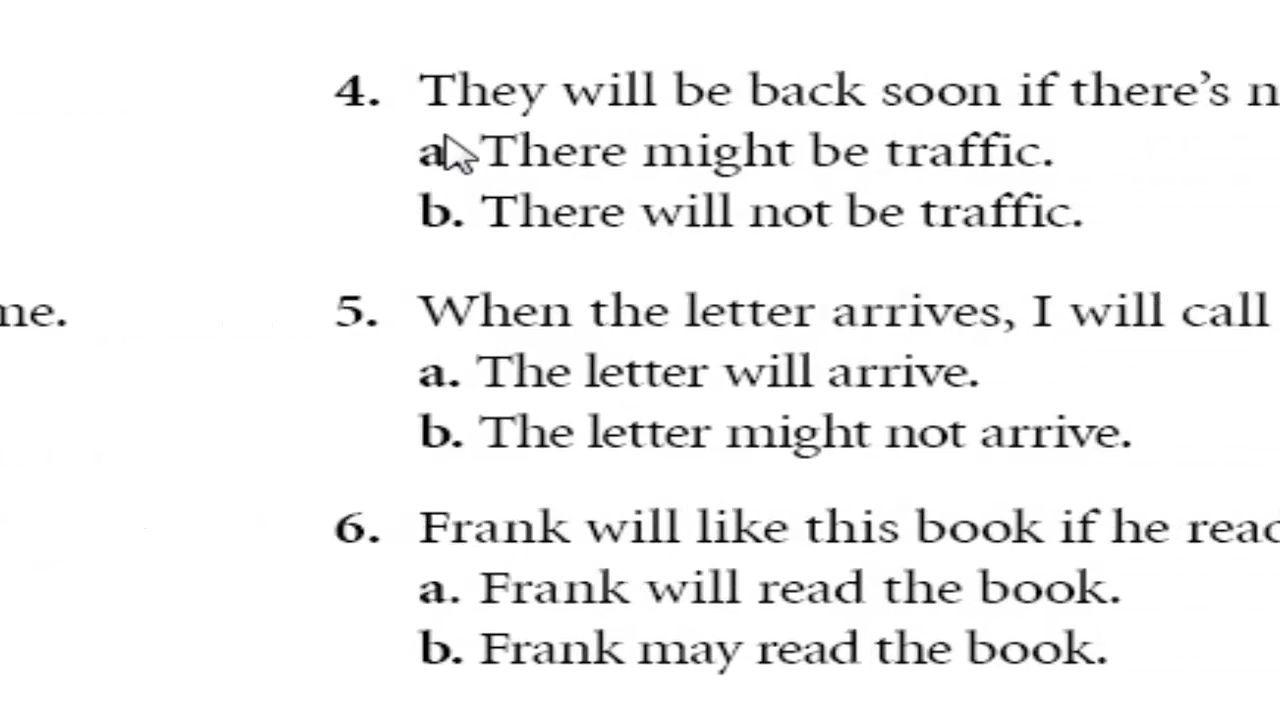 4. They will be back soon if there's
a. There might be traffic.
b. There will not be traffic.
me.
5. When the letter arrives, I will call
a. The letter will arrive.
b. The letter might not arrive.
6. Frank will like this book if he
a. Frank will read the book.
b. Frank may read the book.